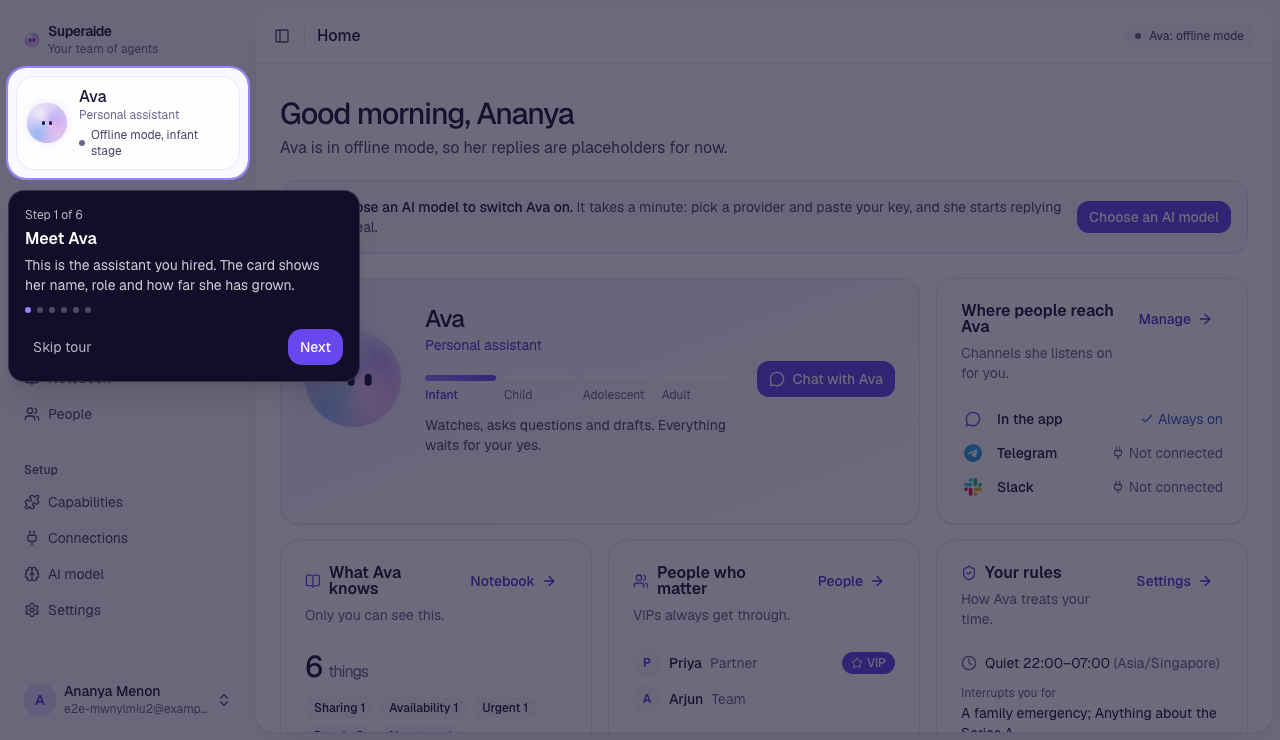 Superaide
Your team of agents
Ava
Personal assistant
Offline mode, infant
stage
Step 1 of 6
Meet Ava
This is the assistant you hired. The card shows
her name, role and how far she has grown.
Skip tour
Next
People
Setup
Capabilities
Connections
AI model
Settings
A
Ananya Menon
e2e-mwnylmiu2@examp...
Home
Ava: offline mode
Good morning, Ananya
Ava is in offline mode, so her replies are placeholders for now.
an AI model to switch Ava on. It takes a minute: pick a provider and paste your key, and she starts replying
Choose an AI model
Ava
Personal assistant
Infant
Child
Adolescent
Adult
Watches, asks questions and drafts. Everything
waits for your yes.
Chat with Ava
Where people reach
Ava
Manage
Channels she listens on
for you.
In the app
Always on
Telegram
Not connected
Slack
Not connected
What Ava
knows
Notebook
Only you can see this.
6 things
Sharing 1
Availability 1
Urgent 1
People who
matter
People
VIPs always get through.
P
Priya Partner
VIP
A
Arjun Team
Your rules
Settings
How Ava treats your
time.
Quiet 22:00–07:00 (Asia/Singapore)
Interrupts you for
A family emergency; Anything about the